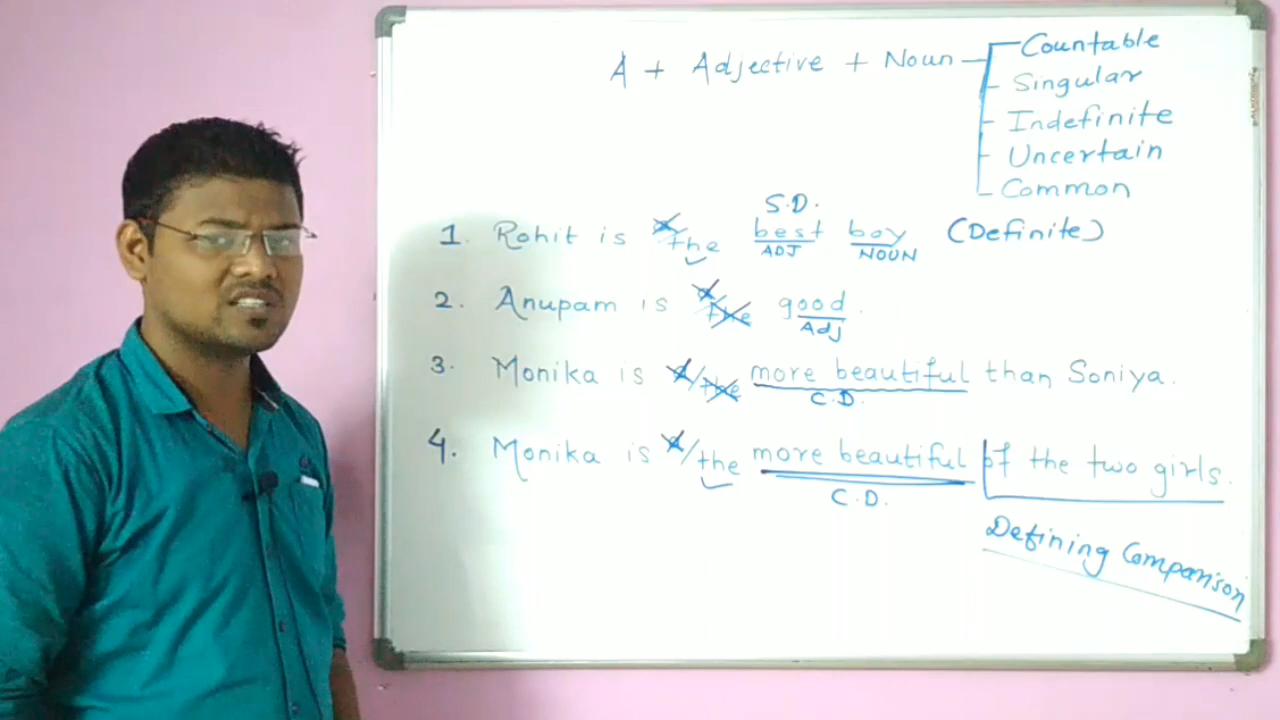 A + Adjective + Noun
Countable
Singular
Indefinite
Uncertain
Common
S.D.
1. Rohit is the best boy (Definite)
ADJ NOUN
2. Anupam is the good.
Adj
3. Monika is a/the more beautiful than Soniya.
C.D.
4. Monika is a/the more beautiful of the two girls.
C.D.
Defining Comparison